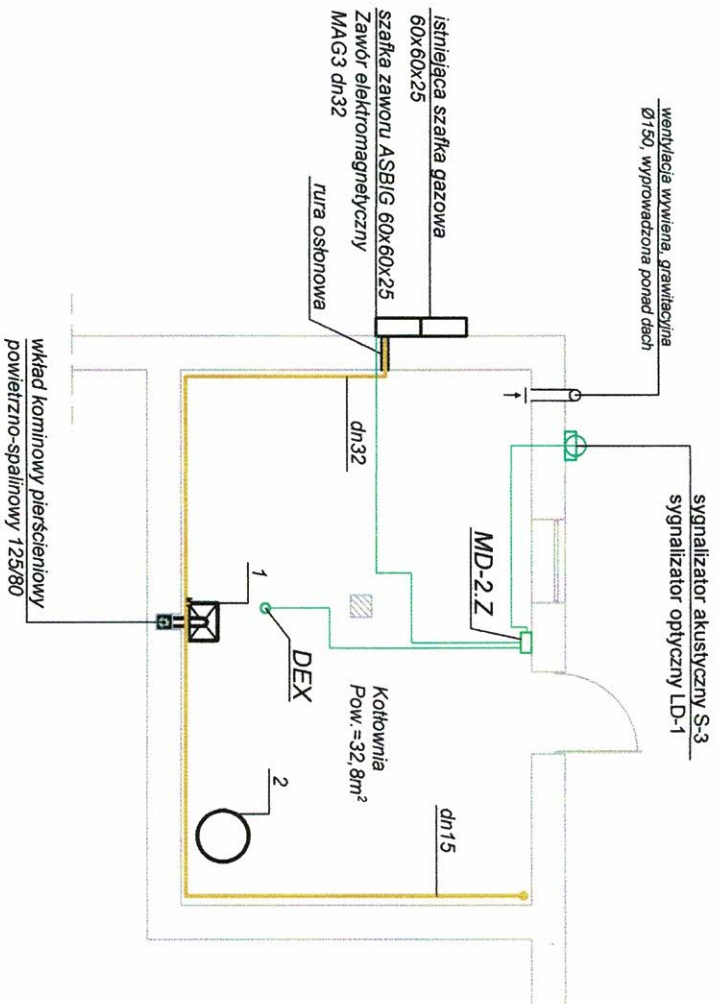 wentylacja wywiena, grawitacyjna
Ø150, wyprowadzona ponad dach
sygnalizator akustyczny S-3
sygnalizator optyczny LD-1
istniejąca szafka gazowa
60x60x25
szafka zaworu ASBIG 60x60x25
Zawór elektromagnetyczny
MAG3 dn32
rura osłonowa
dn32
MD-2.Z
DEX
1
Kotłownia
Pow.=32,8m²
2
dn15
wkład kominowy pierścieniowy
powietrzno-spalinowy 125/80